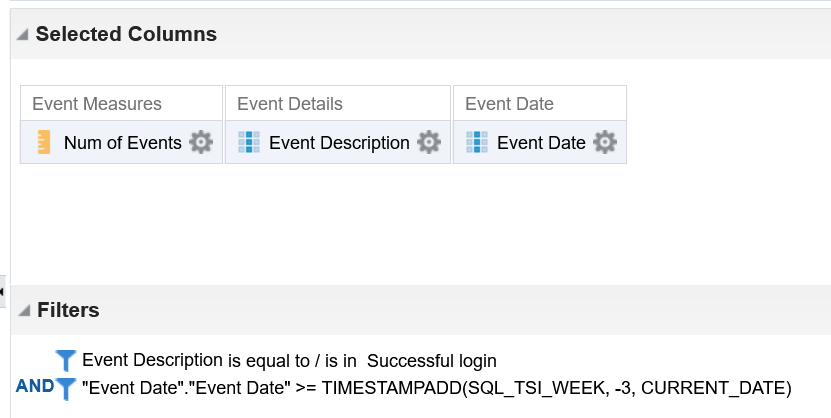 Selected Columns
Event Measures Event Details Event Date
Num of Events Event Description Event Date
Filters
Event Description is equal to / is in Successful login
AND "Event Date"."Event Date" >= TIMESTAMPADD(SQL_TSI_WEEK, -3, CURRENT_DATE)